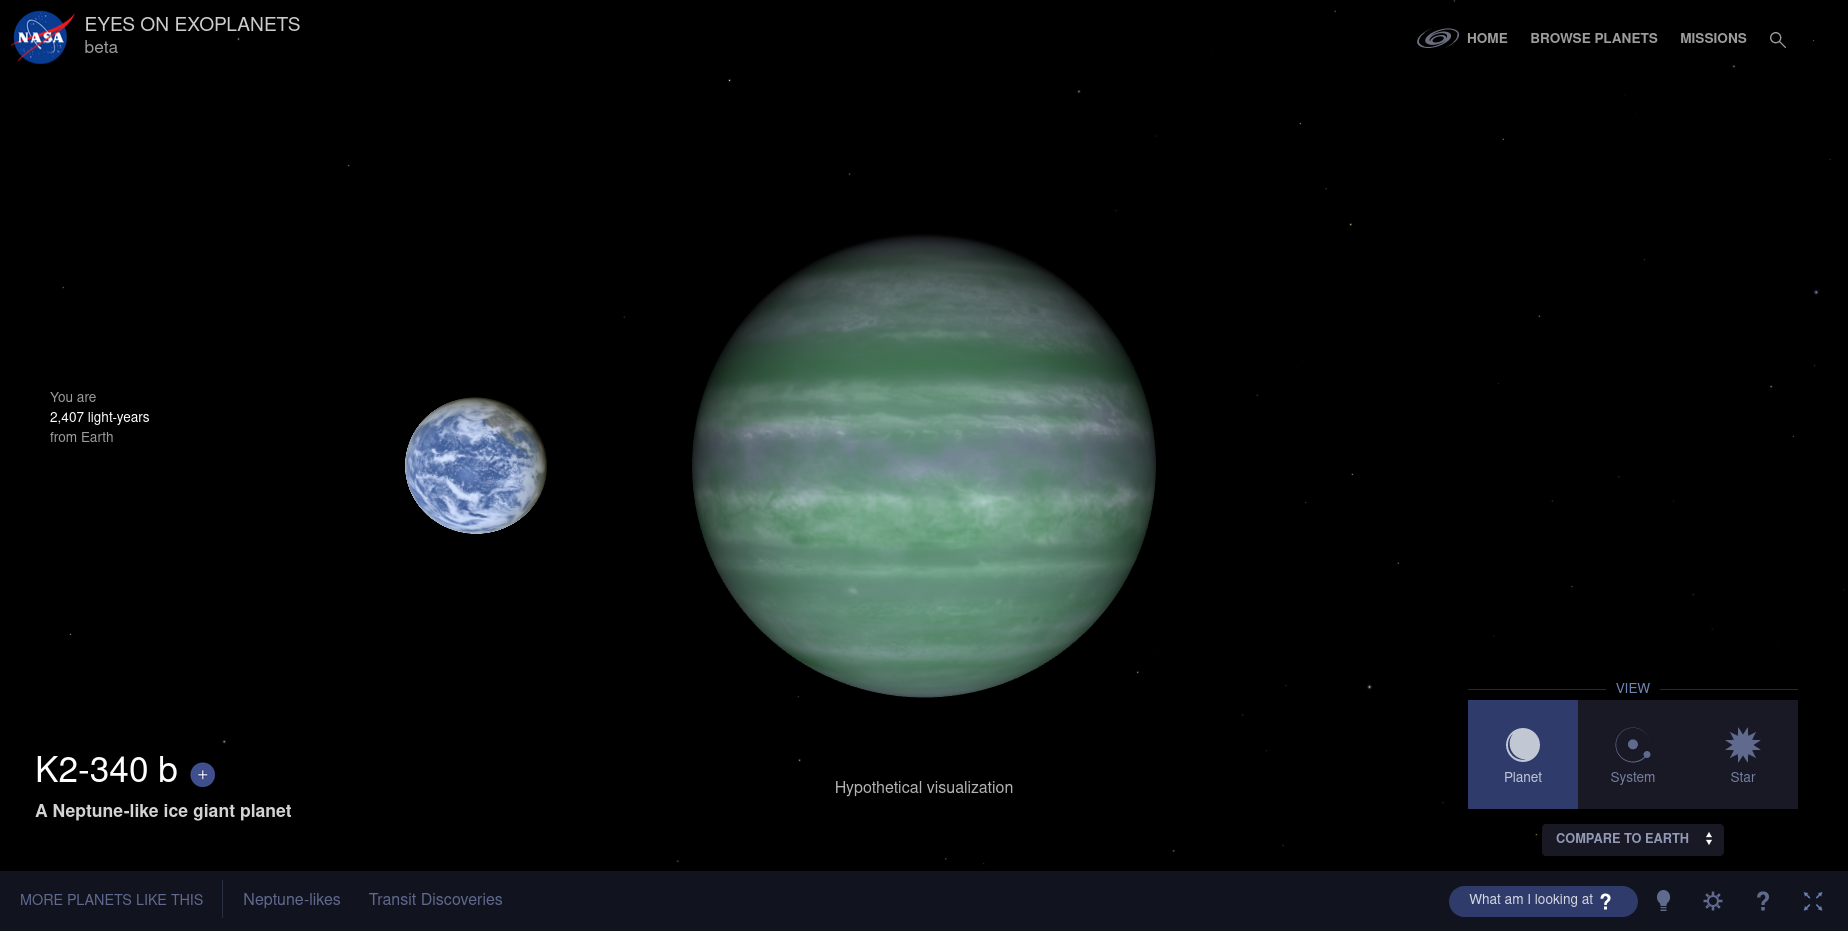 NASA
EYES ON EXOPLANETS
beta
HOME
BROWSE PLANETS
MISSIONS
You are
2,407 light-years
from Earth
K2-340 b +
A Neptune-like ice giant planet
Hypothetical visualization
VIEW
Planet
System
Star
COMPARE TO EARTH
MORE PLANETS LIKE THIS
Neptune-likes
Transit Discoveries
What am I looking at ?
?